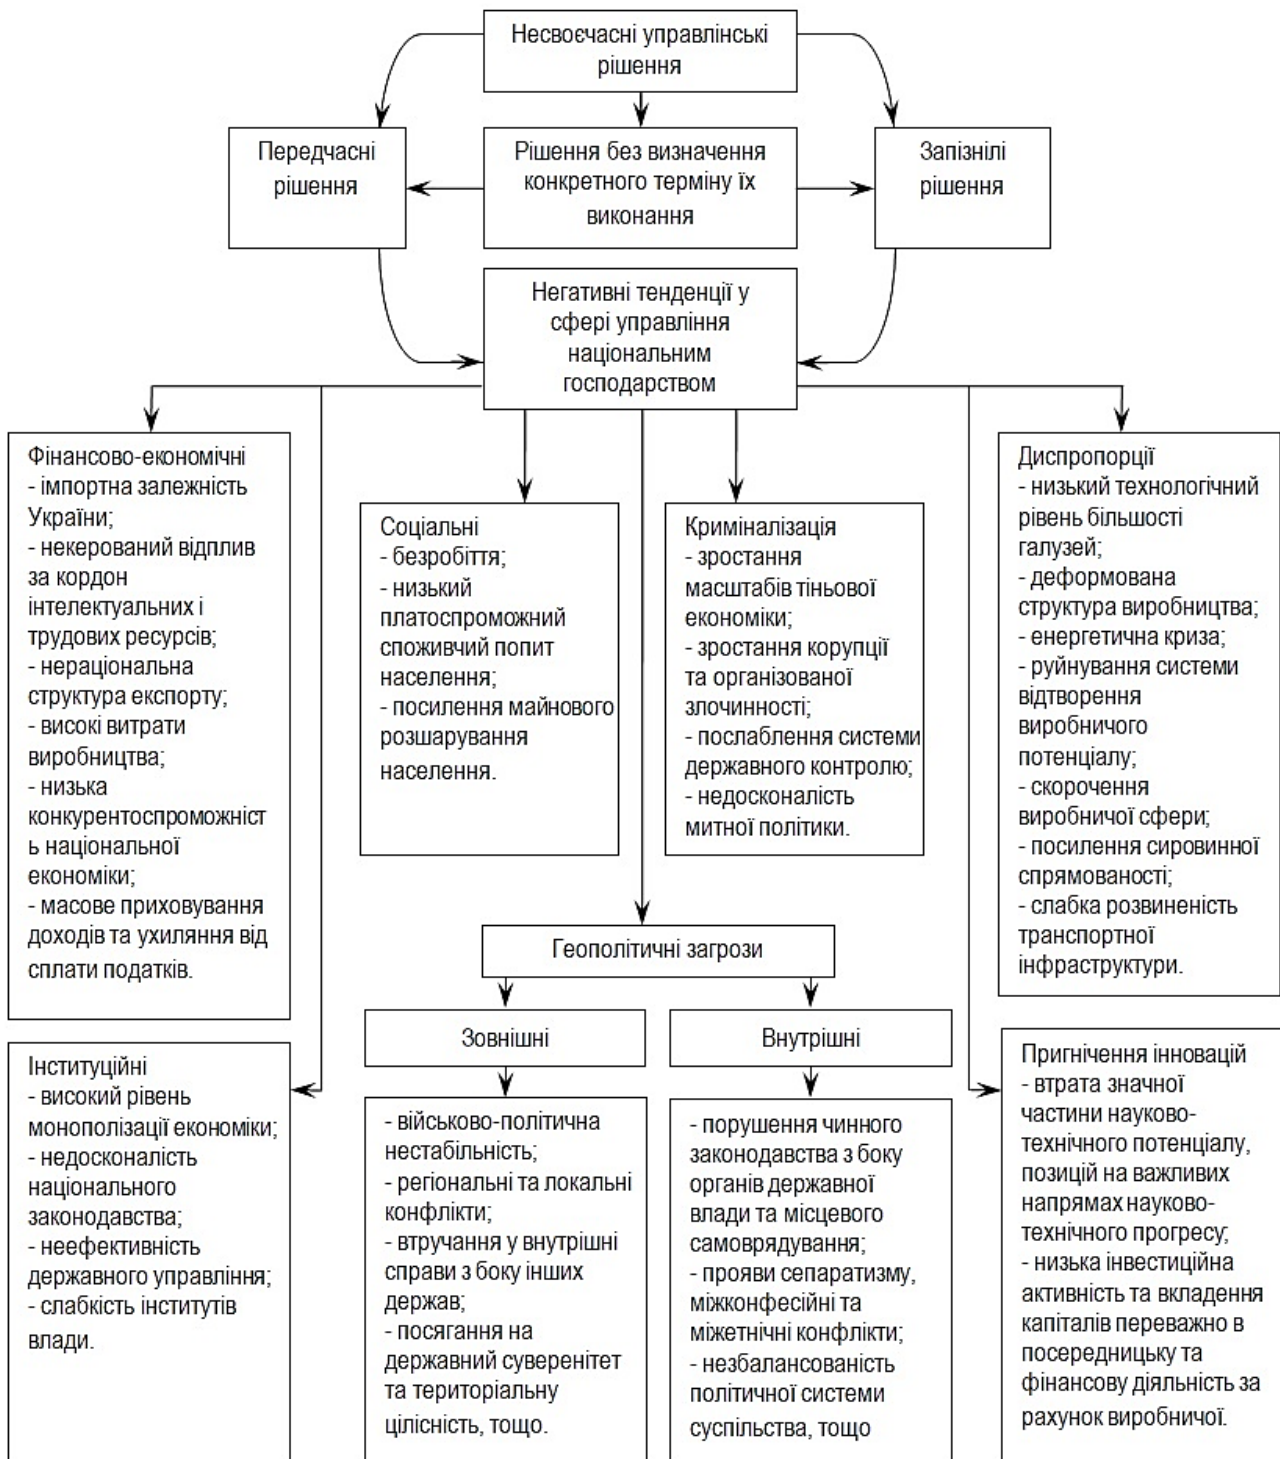 Несвоєчасні управлінські
рішення
Передчасні
рішення
Рішення без визначення
конкретного терміну їх
виконання
Запізнілі
рішення
Негативні тенденції у
сфері управління
національним
господарством
Фінансово-економічні
- імпортна залежність
України;
- некерований відплив
за кордон
інтелектуальних і
трудових ресурсів;
- нераціональна
структура експорту;
- високі витрати
виробництва;
- низька
конкурентоспроможніст
ь національної
економіки;
- масове приховування
доходів та ухиляння від
сплати податків.
Соціальні
- безробіття;
- низький
платоспроможний
споживчий попит
населення;
- посилення майнового
розшарування
населення.
Криміналізація
- зростання
масштабів тіньової
економіки;
- зростання корупції
та організованої
злочинності;
- послаблення системи
державного контролю;
- недосконалість
митної політики.
Диспропорції
- низький технологічний
рівень більшості
галузей;
- деформована
структура виробництва;
- енергетична криза;
- руйнування системи
відтворення
виробничого
потенціалу;
- скорочення
виробничої сфери;
- посилення сировинної
спрямованості;
- слабка розвиненість
транспортної
інфраструктури.
Геополітичні загрози
Зовнішні
Внутрішні
Інституційні
- високий рівень
монополізації економіки;
- недосконалість
національного
законодавства;
- неефективність
державного управління;
- слабкість інститутів
влади.
- військово-політична
нестабільність;
- регіональні та локальні
конфлікти;
- втручання у внутрішні
справи з боку інших
держав;
- посягання на
державний суверенітет
та територіальну
цілісність, тощо.
- порушення чинного
законодавства з боку
органів державної
влади та місцевого
самоврядування;
- прояви сепаратизму,
міжконфесійні та
міжетнічні конфлікти;
- незбалансованість
політичної системи
суспільства, тощо
Пригнічення інновацій
- втрата значної
частини науково-
технічного потенціалу,
позицій на важливих
напрямах науково-
технічного прогресу;
- низька інвестиційна
активність та вкладення
капіталів переважно в
посередницьку та
фінансову діяльність за
рахунок виробничої.